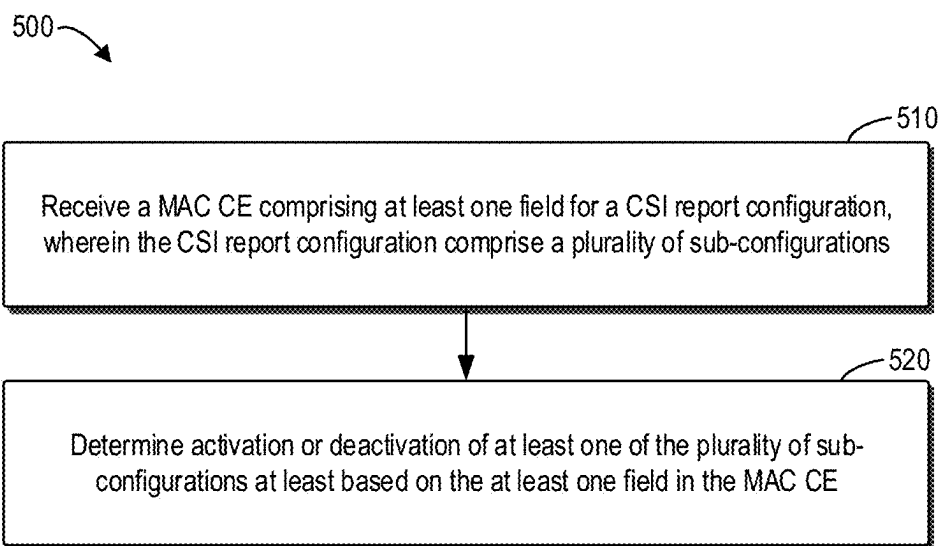 500
510
Receive a MAC CE comprising at least one field for a CSI report configuration,
wherein the CSI report configuration comprise a plurality of sub-configurations
520
Determine activation or deactivation of at least one of the plurality of sub-
configurations at least based on the at least one field in the MAC CE